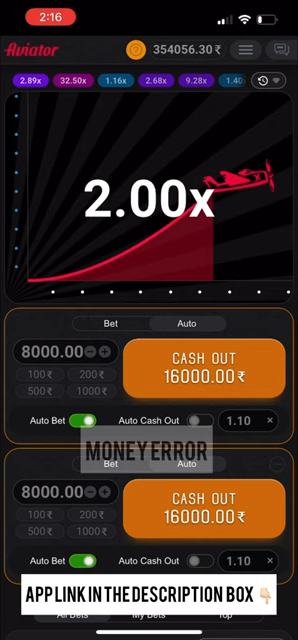 2:16
Aviator
354056.30₹
2.89x 32.50x 1.16x 2.68x 9.28x 1.40
2.00x
Bet Auto
8000.00
100₹ 200₹
500₹ 1000₹
CASH OUT
16000.00₹
Auto Bet Auto Cash Out 1.10 ×
MONEY ERROR
Bet Auto
8000.00
100₹ 200₹
500₹ 1000₹
CASH OUT
16000.00₹
Auto Bet Auto Cash Out 1.10 ×
APP LINK IN THE DESCRIPTION BOX 👇🏻
All Bets My Bets Top